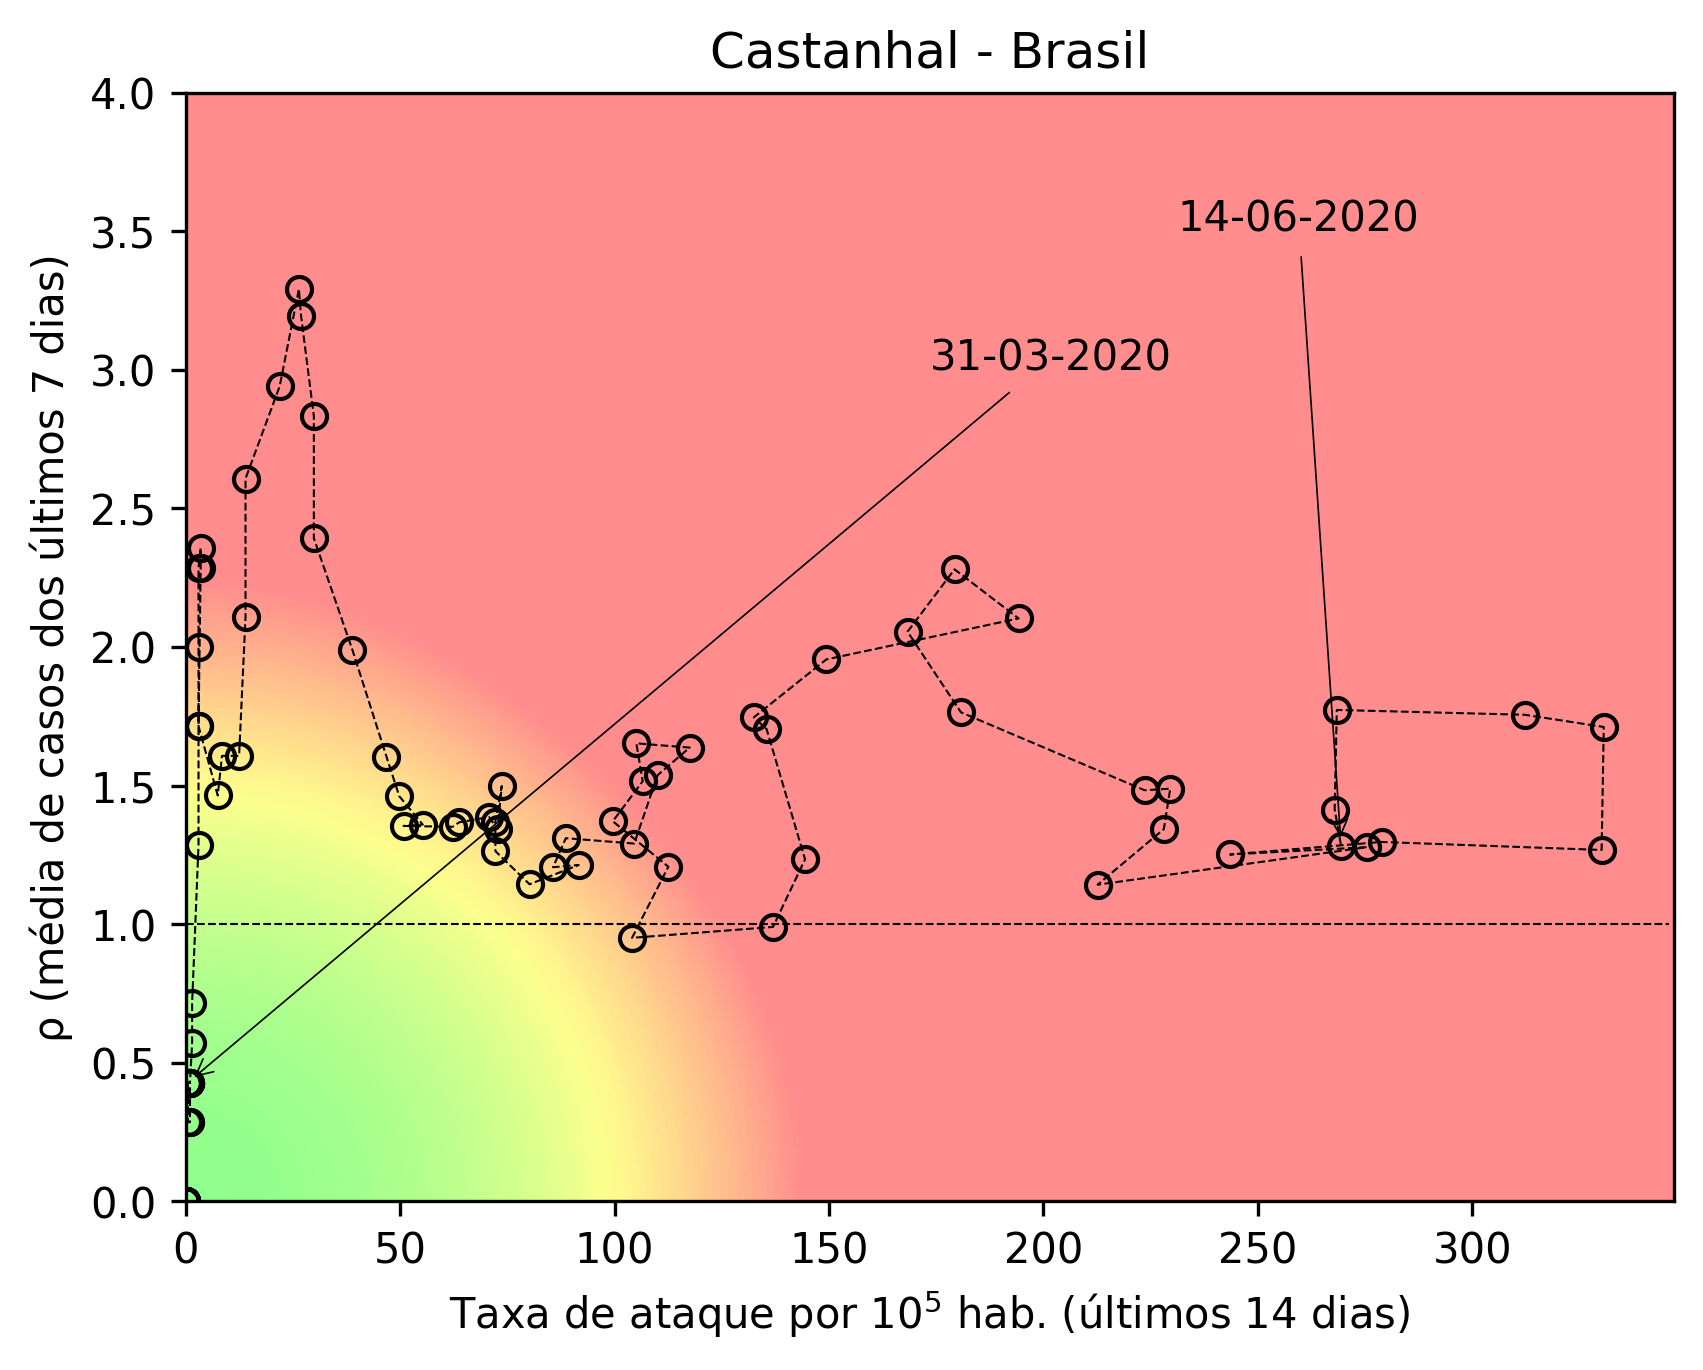 Castanhal - Brasil
4.0
3.5
3.0
2.5
2.0
1.5
1.0
0.5
0.0
ρ (média de casos dos últimos 7 dias)
14-06-2020
31-03-2020
0 50 100 150 200 250 300
Taxa de ataque por 10⁵ hab. (últimos 14 dias)